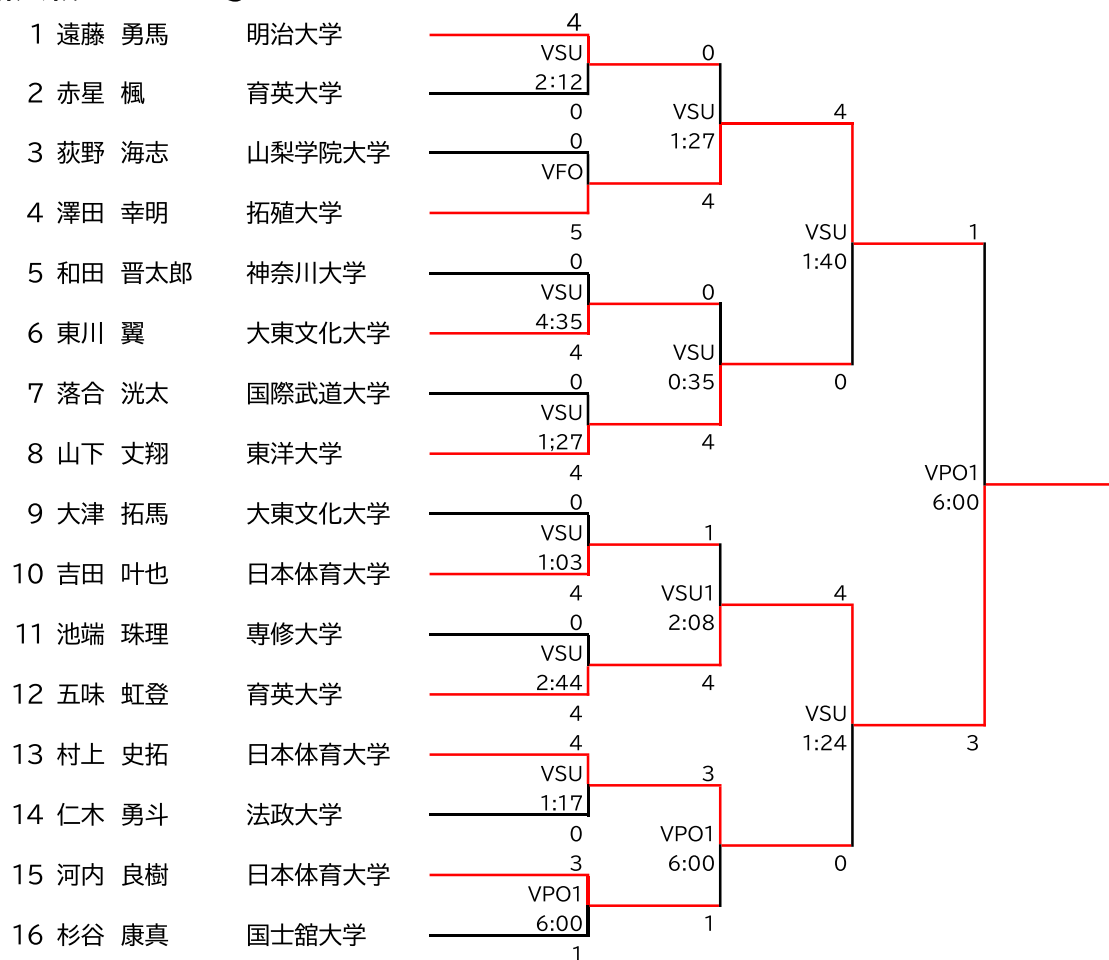 1 遠藤 勇馬 明治大学
2 赤星 楓 育英大学
3 荻野 海志 山梨学院大学
4 澤田 幸明 拓殖大学
5 和田 晋太郎 神奈川大学
6 東川 翼 大東文化大学
7 落合 洸太 国際武道大学
8 山下 丈翔 東洋大学
9 大津 拓馬 大東文化大学
10 吉田 叶也 日本体育大学
11 池端 珠理 専修大学
12 五味 虹登 育英大学
13 村上 史拓 日本体育大学
14 仁木 勇斗 法政大学
15 河内 良樹 日本体育大学
16 杉谷 康真 国士舘大学
4
VSU
2:12
0
0
VFO
5
0
VSU
4:35
4
0
VSU
1;27
4
0
VSU
1:03
4
0
VSU
2:44
4
4
VSU
1:17
0
3
VPO1
6:00
1
0
VSU
1:27
4
0
VSU
0:35
4
1
VSU1
2:08
4
3
VPO1
6:00
1
4
VSU
1:40
0
4
VSU
1:24
0
1
VPO1
6:00
3